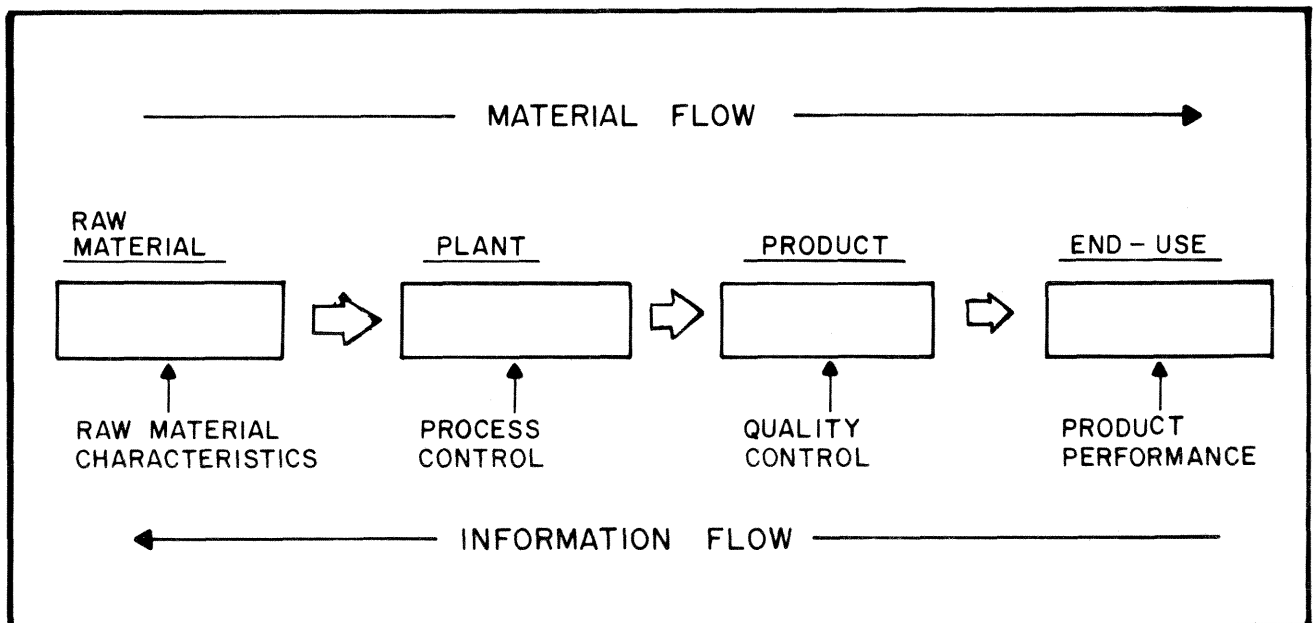 MATERIAL FLOW
RAW
MATERIAL
PLANT
PRODUCT
END-USE
RAW MATERIAL
CHARACTERISTICS
PROCESS
CONTROL
QUALITY
CONTROL
PRODUCT
PERFORMANCE
INFORMATION FLOW